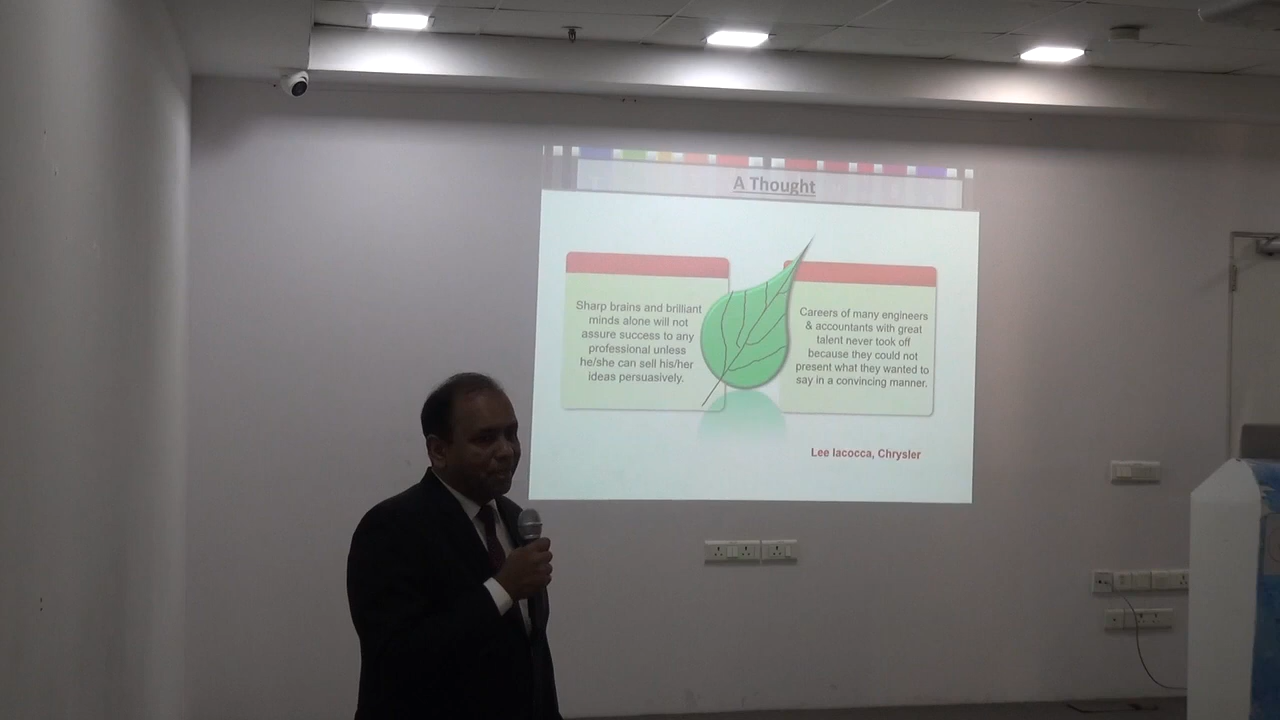 A Thought
Sharp brains and brilliant
minds alone will not
assure success to any
professional unless
he/she can sell his/her
ideas persuasively.
Careers of many engineers
& accountants with great
talent never took off
because they could not
present what they wanted to
say in a convincing manner.
Lee Iacocca, Chrysler